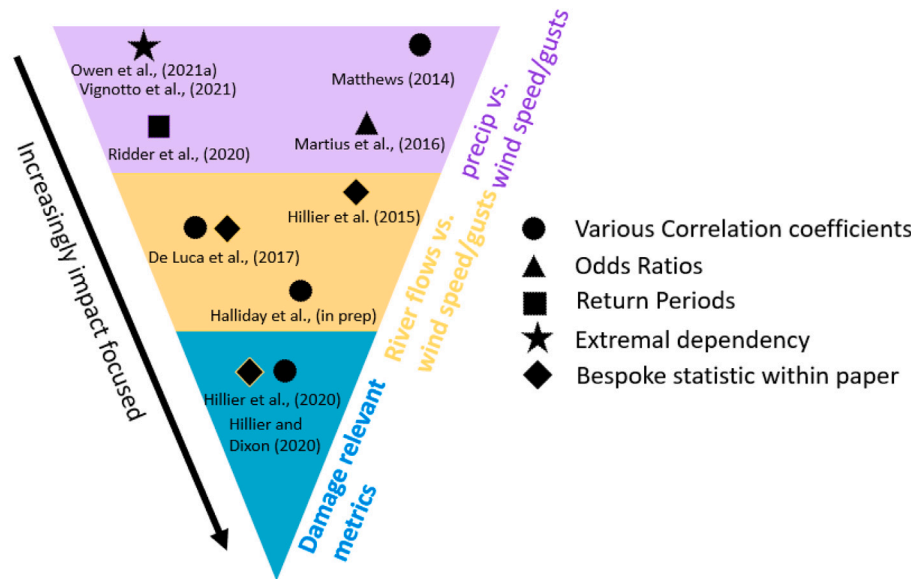 Increasingly impact focused
Owen et al., (2021a)
Vignotto et al., (2021)
Matthews (2014)
Ridder et al., (2020)
Martius et al., (2016)
precip vs.
wind speed/gusts
Hillier et al. (2015)
De Luca et al., (2017)
Halliday et al., (in prep)
River flows vs.
wind speed/gusts
Hillier et al., (2020)
Hillier and
Dixon (2020)
Damage relevant
metrics
Various Correlation coefficients
Odds Ratios
Return Periods
Extremal dependency
Bespoke statistic within paper